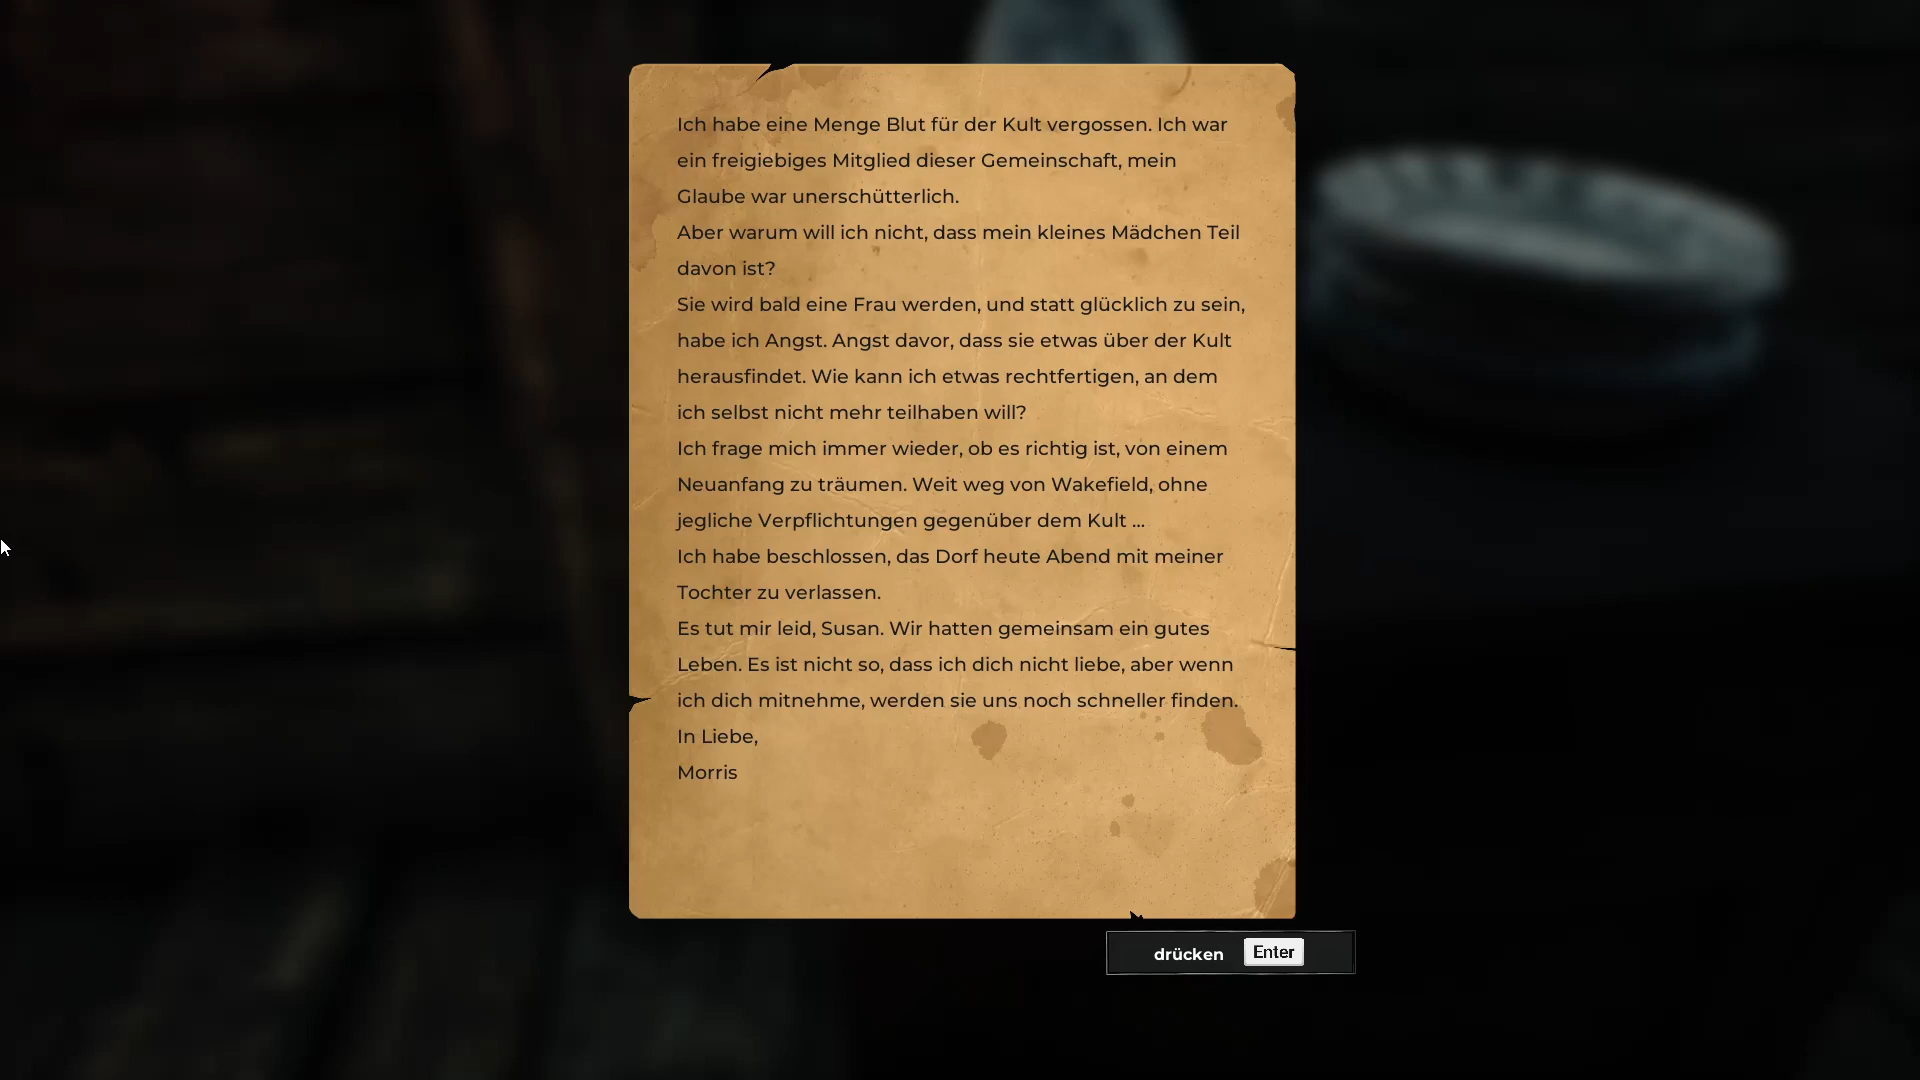 Ich habe eine Menge Blut für der Kult vergossen. Ich war
ein freigiebiges Mitglied dieser Gemeinschaft, mein
Glaube war unerschütterlich.
Aber warum will ich nicht, dass mein kleines Mädchen Teil
davon ist?
Sie wird bald eine Frau werden, und statt glücklich zu sein,
habe ich Angst. Angst davor, dass sie etwas über der Kult
herausfindet. Wie kann ich etwas rechtfertigen, an dem
ich selbst nicht mehr teilhaben will?
Ich frage mich immer wieder, ob es richtig ist, von einem
Neuanfang zu träumen. Weit weg von Wakefield, ohne
jegliche Verpflichtungen gegenüber dem Kult ...
Ich habe beschlossen, das Dorf heute Abend mit meiner
Tochter zu verlassen.
Es tut mir leid, Susan. Wir hatten gemeinsam ein gutes
Leben. Es ist nicht so, dass ich dich nicht liebe, aber wenn
ich dich mitnehme, werden sie uns noch schneller finden.
In Liebe,
Morris
drücken Enter